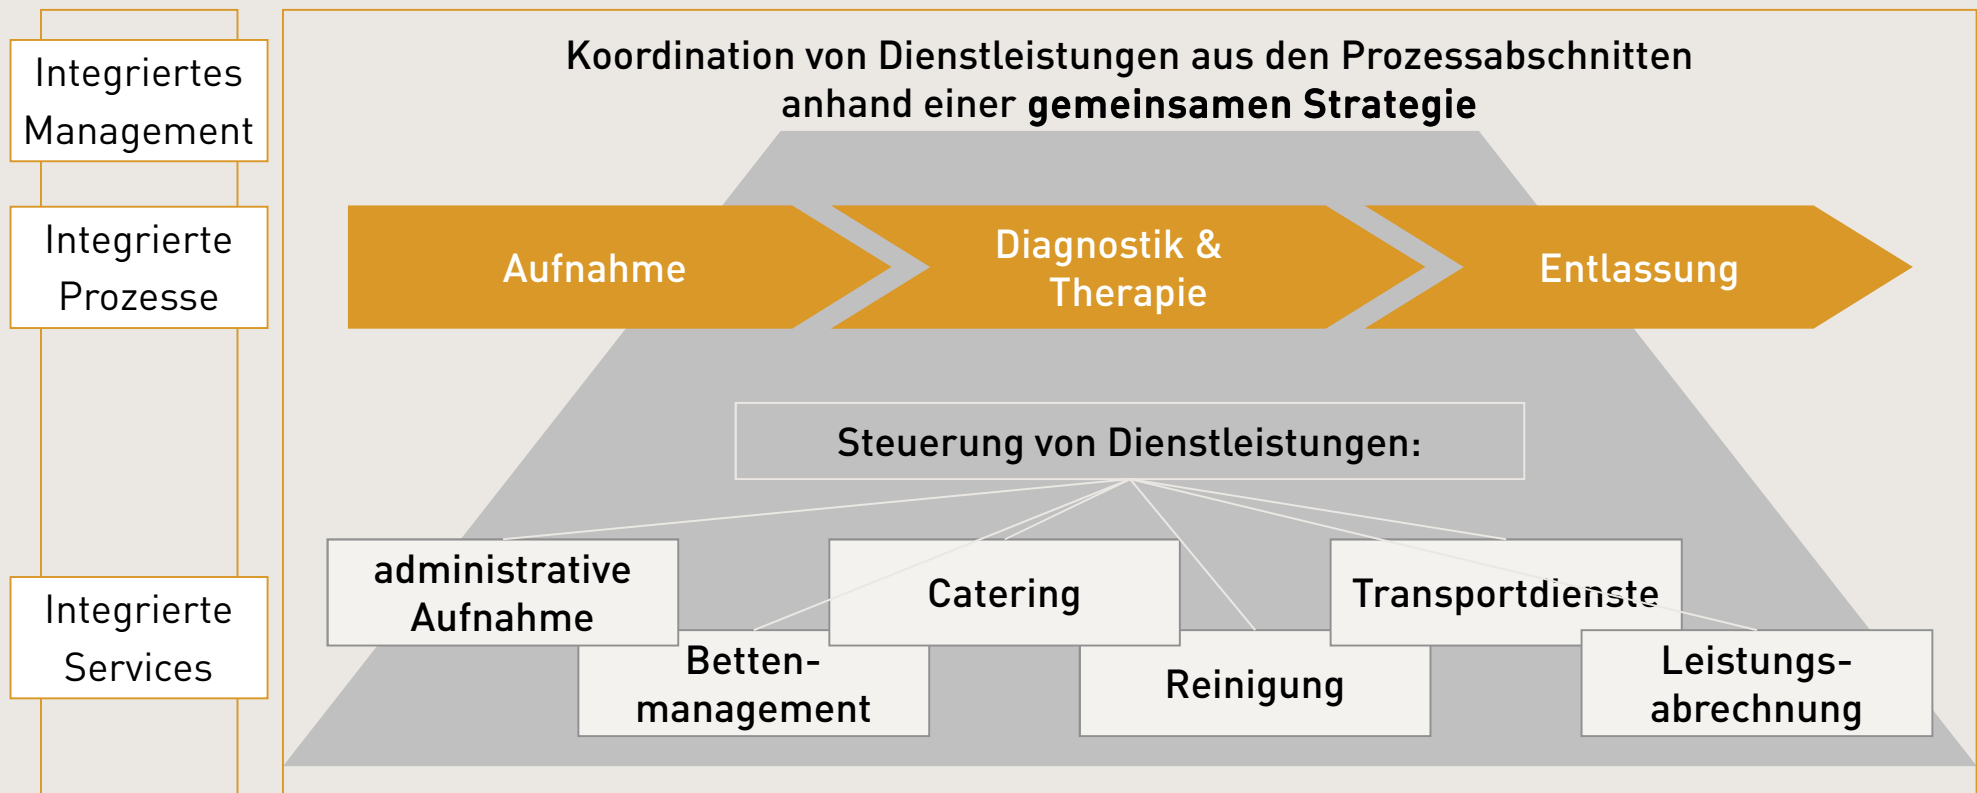 Integriertes
Management
Koordination von Dienstleistungen aus den Prozessabschnitten
anhand einer gemeinsamen Strategie
Integrierte
Prozesse
Aufnahme
Diagnostik &
Therapie
Entlassung
Steuerung von Dienstleistungen:
Integrierte
Services
administrative
Aufnahme
Betten-
management
Catering
Reinigung
Transportdienste
Leistungs-
abrechnung